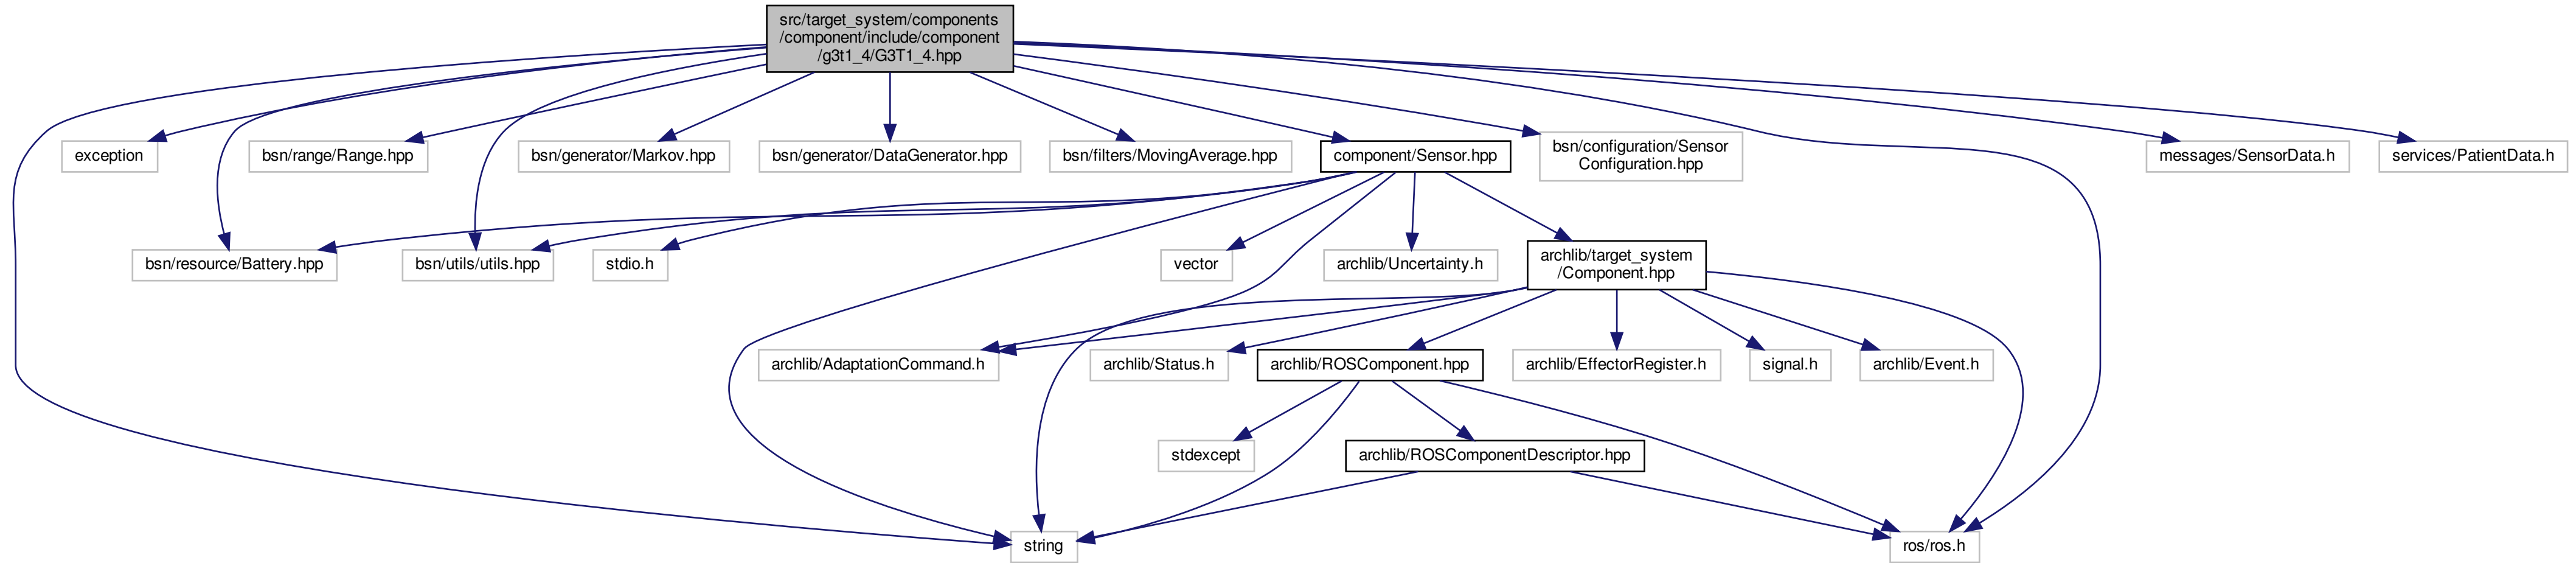 src/target_system/components
/component/include/component
/g3t1_4/G3T1_4.hpp
exception
bsn/range/Range.hpp
bsn/generator/Markov.hpp
bsn/generator/DataGenerator.hpp
bsn/filters/MovingAverage.hpp
component/Sensor.hpp
bsn/configuration/Sensor
Configuration.hpp
messages/SensorData.h
services/PatientData.h
bsn/resource/Battery.hpp
bsn/utils/utils.hpp
stdio.h
vector
archlib/Uncertainty.h
archlib/target_system
/Component.hpp
archlib/AdaptationCommand.h
archlib/Status.h
archlib/ROSComponent.hpp
archlib/EffectorRegister.h
signal.h
archlib/Event.h
stdexcept
archlib/ROSComponentDescriptor.hpp
string
ros/ros.h